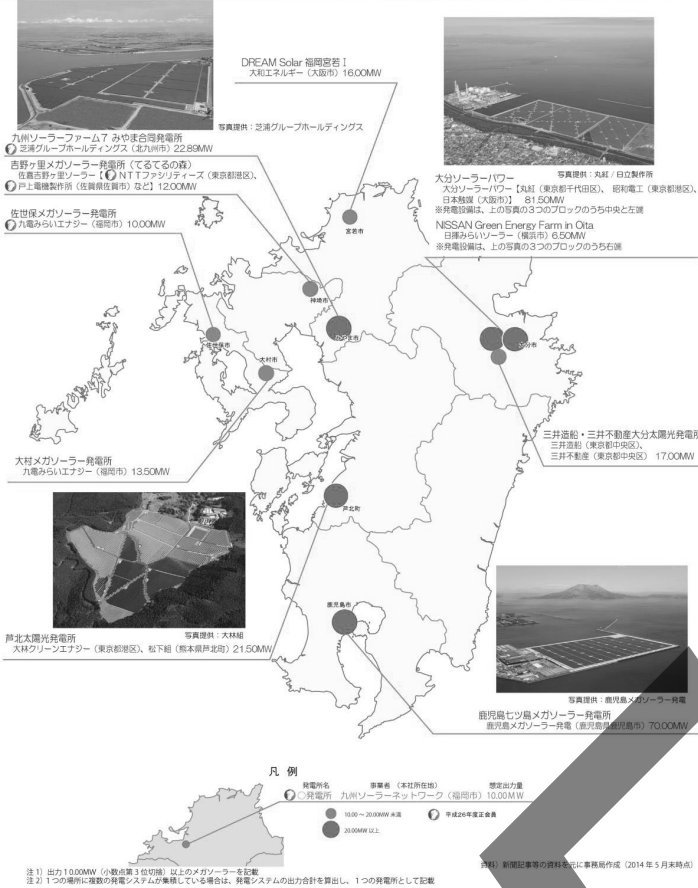 DREAM Solar 福岡宮若Ⅰ
大和エネルギー（大阪市）16.00MW
写真提供：芝浦グループホールディングス
九州ソーラーファーム7 みやま合同発電所
芝浦グループホールディングス（北九州市）22.89MW
吉野ヶ里メガソーラー発電所（てるてるの森）
佐賀吉野ヶ里ソーラー【NTTファシリティーズ（東京都港区）、
戸上電機製作所（佐賀県佐賀市）など】12.00MW
佐世保メガソーラー発電所
九電みらいエナジー（福岡市）10.00MW
写真提供：丸紅 / 日立製作所
大分ソーラーパワー
大分ソーラーパワー【丸紅（東京都千代田区）、昭和電工（東京都港区）、
日本触媒（大阪市）】 81.50MW
※発電設備は、上の写真の３つのブロックのうち中央と左端
NISSAN Green Energy Farm in Oita
日揮みらいソーラー（横浜市）6.50MW
※発電設備は、上の写真の３つのブロックのうち右端
宮若市
神埼市
みやま市
佐世保市
大村市
大分市
三井造船・三井不動産大分太陽光発電所
三井造船（東京都中央区）、
三井不動産（東京都中央区） 17.00MW
大村メガソーラー発電所
九電みらいエナジー（福岡市）13.50MW
芦北町
写真提供：大林組
芦北太陽光発電所
大林クリーンエナジー（東京都港区）、松下組（熊本県芦北町）21.50MW
鹿児島市
写真提供：鹿児島メガソーラー発電
鹿児島七ツ島メガソーラー発電所
鹿児島メガソーラー発電（鹿児島県鹿児島市）70.00MW
凡 例
発電所名 事業者 （本社所在地） 想定出力量
○発電所 九州ソーラーネットワーク（福岡市）10.00MW
10.00～20.00MW 未満 平成26年度正会員
20.00MW 以上
資料）新聞記事等の資料を元に事務局作成（2014年5月末時点）
注1）出力10.00MW（小数点第3位切捨）以上のメガソーラーを記載
注2）1つの場所に複数の発電システムが集積している場合は、発電システムの出力合計を算出し、1つの発電所として記載